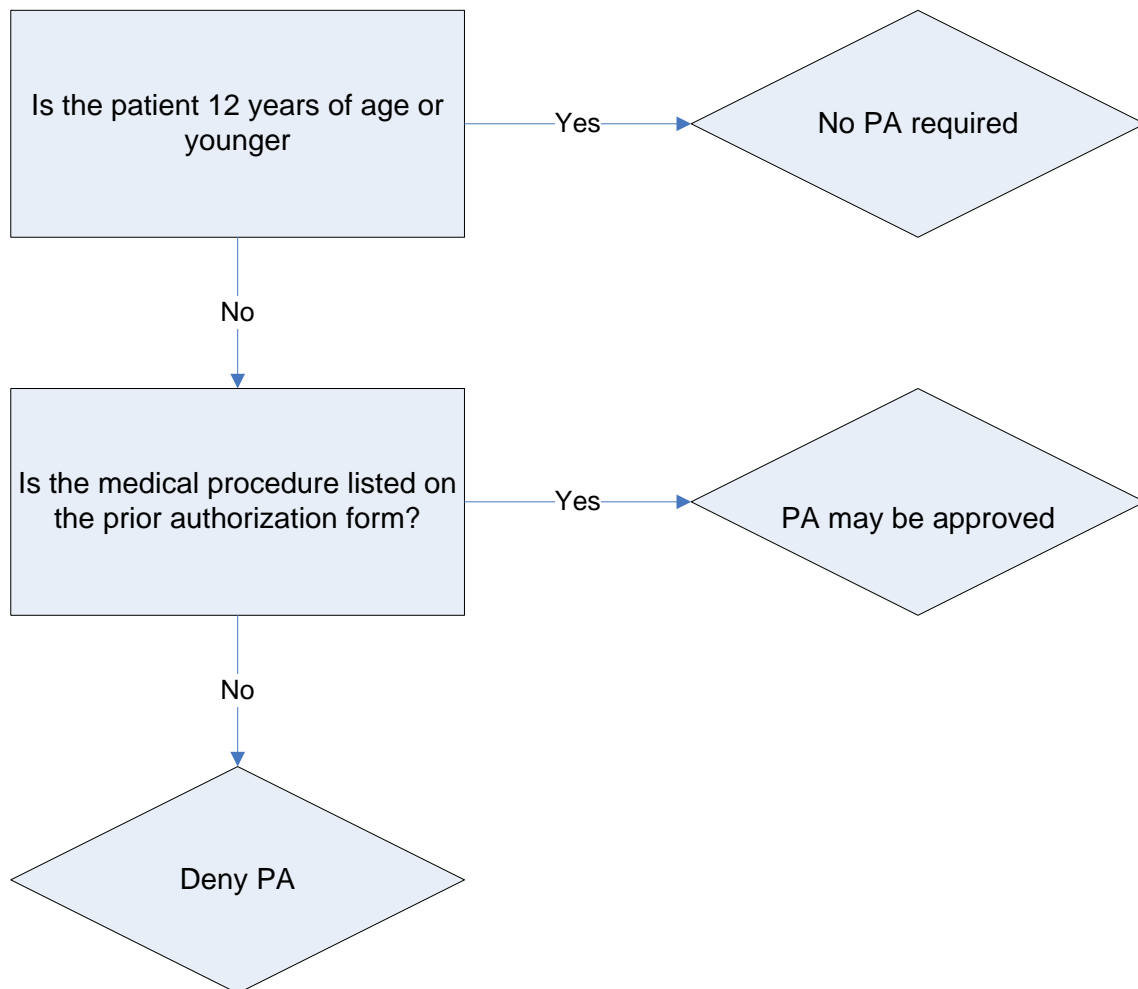 Is the patient 12 years of age or
younger
Yes
No PA required
No
Is the medical procedure listed on
the prior authorization form?
Yes
PA may be approved
No
Deny PA